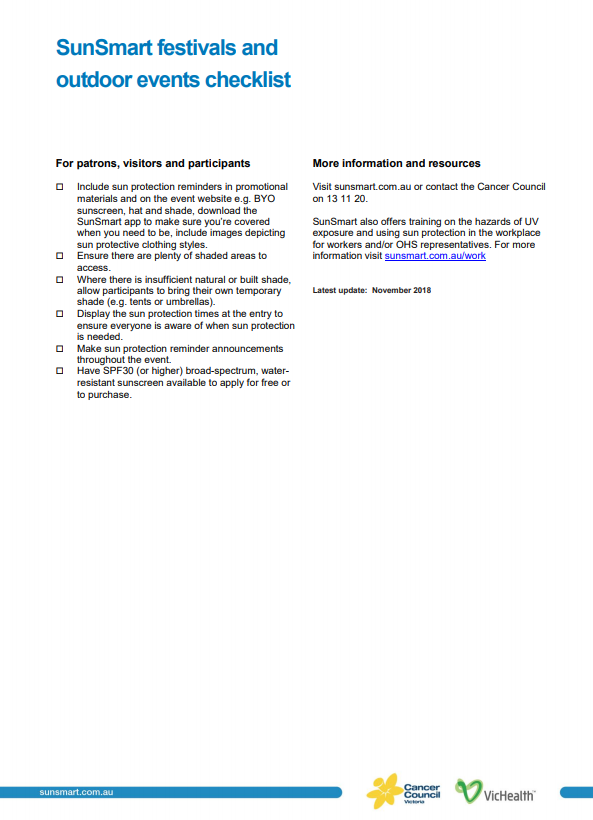 SunSmart festivals and
outdoor events checklist
For patrons, visitors and participants
Include sun protection reminders in promotional
materials and on the event website e.g. BYO
sunscreen, hat and shade, download the
SunSmart app to make sure you're covered
when you need to be, include images depicting
sun protective clothing styles.
Ensure there are plenty of shaded areas to
access.
Where there is insufficient natural or built shade,
allow participants to bring their own temporary
shade (e.g. tents or umbrellas).
Display the sun protection times at the entry to
ensure everyone is aware of when sun protection
is needed.
Make sun protection reminder announcements
throughout the event.
Have SPF30 (or higher) broad-spectrum, water-
resistant sunscreen available to apply for free or
to purchase.
More information and resources
Visit sunsmart.com.au or contact the Cancer Council
on 13 11 20.
SunSmart also offers training on the hazards of UV
exposure and using sun protection in the workplace
for workers and/or OHS representatives. For more
information visit sunsmart.com.au/work
Latest update:  November 2018
sunsmart.com.au
Cancer
Council
Victoria
VicHealth